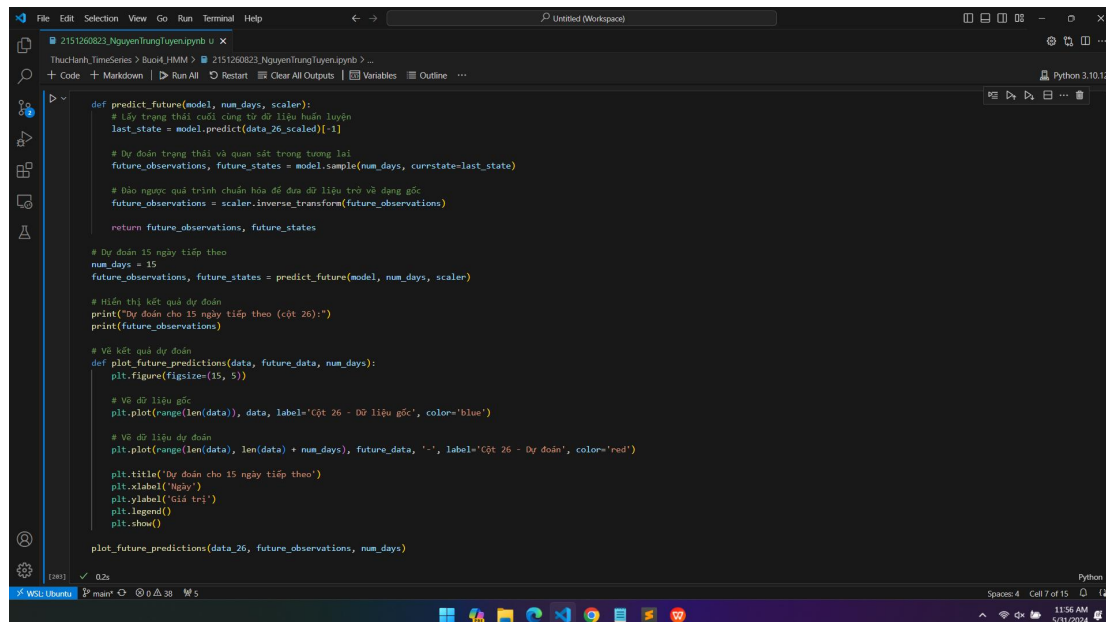 File Edit Selection View Go Run Terminal Help
Untitled (Workspace)
2151260823_NguyenTrungTuyen.ipynb U
ThucHanh_TimeSeries > Buoi4_HMM > 2151260823_NguyenTrungTuyen.ipynb > ...
+ Code + Markdown | Run All Restart Clear All Outputs | Variables Outline ...
Python 3.10.12
def predict_future(model, num_days, scaler):
# Lấy trạng thái cuối cùng từ dữ liệu huấn luyện
last_state = model.predict(data_26_scaled)[-1]
# Dự đoán trạng thái và quan sát trong tương lai
future_observations, future_states = model.sample(num_days, currstate=last_state)
# Đảo ngược quá trình chuẩn hóa để đưa dữ liệu trở về dạng gốc
future_observations = scaler.inverse_transform(future_observations)
return future_observations, future_states
# Dự đoán 15 ngày tiếp theo
num_days = 15
future_observations, future_states = predict_future(model, num_days, scaler)
# Hiển thị kết quả dự đoán
print("Dự đoán cho 15 ngày tiếp theo (cột 26):")
print(future_observations)
# Vẽ kết quả dự đoán
def plot_future_predictions(data, future_data, num_days):
plt.figure(figsize=(15, 5))
# Vẽ dữ liệu gốc
plt.plot(range(len(data)), data, label='Cột 26 - Dữ liệu gốc', color='blue')
# Vẽ dữ liệu dự đoán
plt.plot(range(len(data), len(data) + num_days), future_data, '-', label='Cột 26 - Dự đoán', color='red')
plt.title('Dự đoán cho 15 ngày tiếp theo')
plt.xlabel('Ngày')
plt.ylabel('Giá trị')
plt.legend()
plt.show()
plot_future_predictions(data_26, future_observations, num_days)
[203] ✓ 0.2s
Python
WSL: Ubuntu main* 0 38 5
Spaces: 4 Cell 7 of 15
11:56 AM
5/31/2024